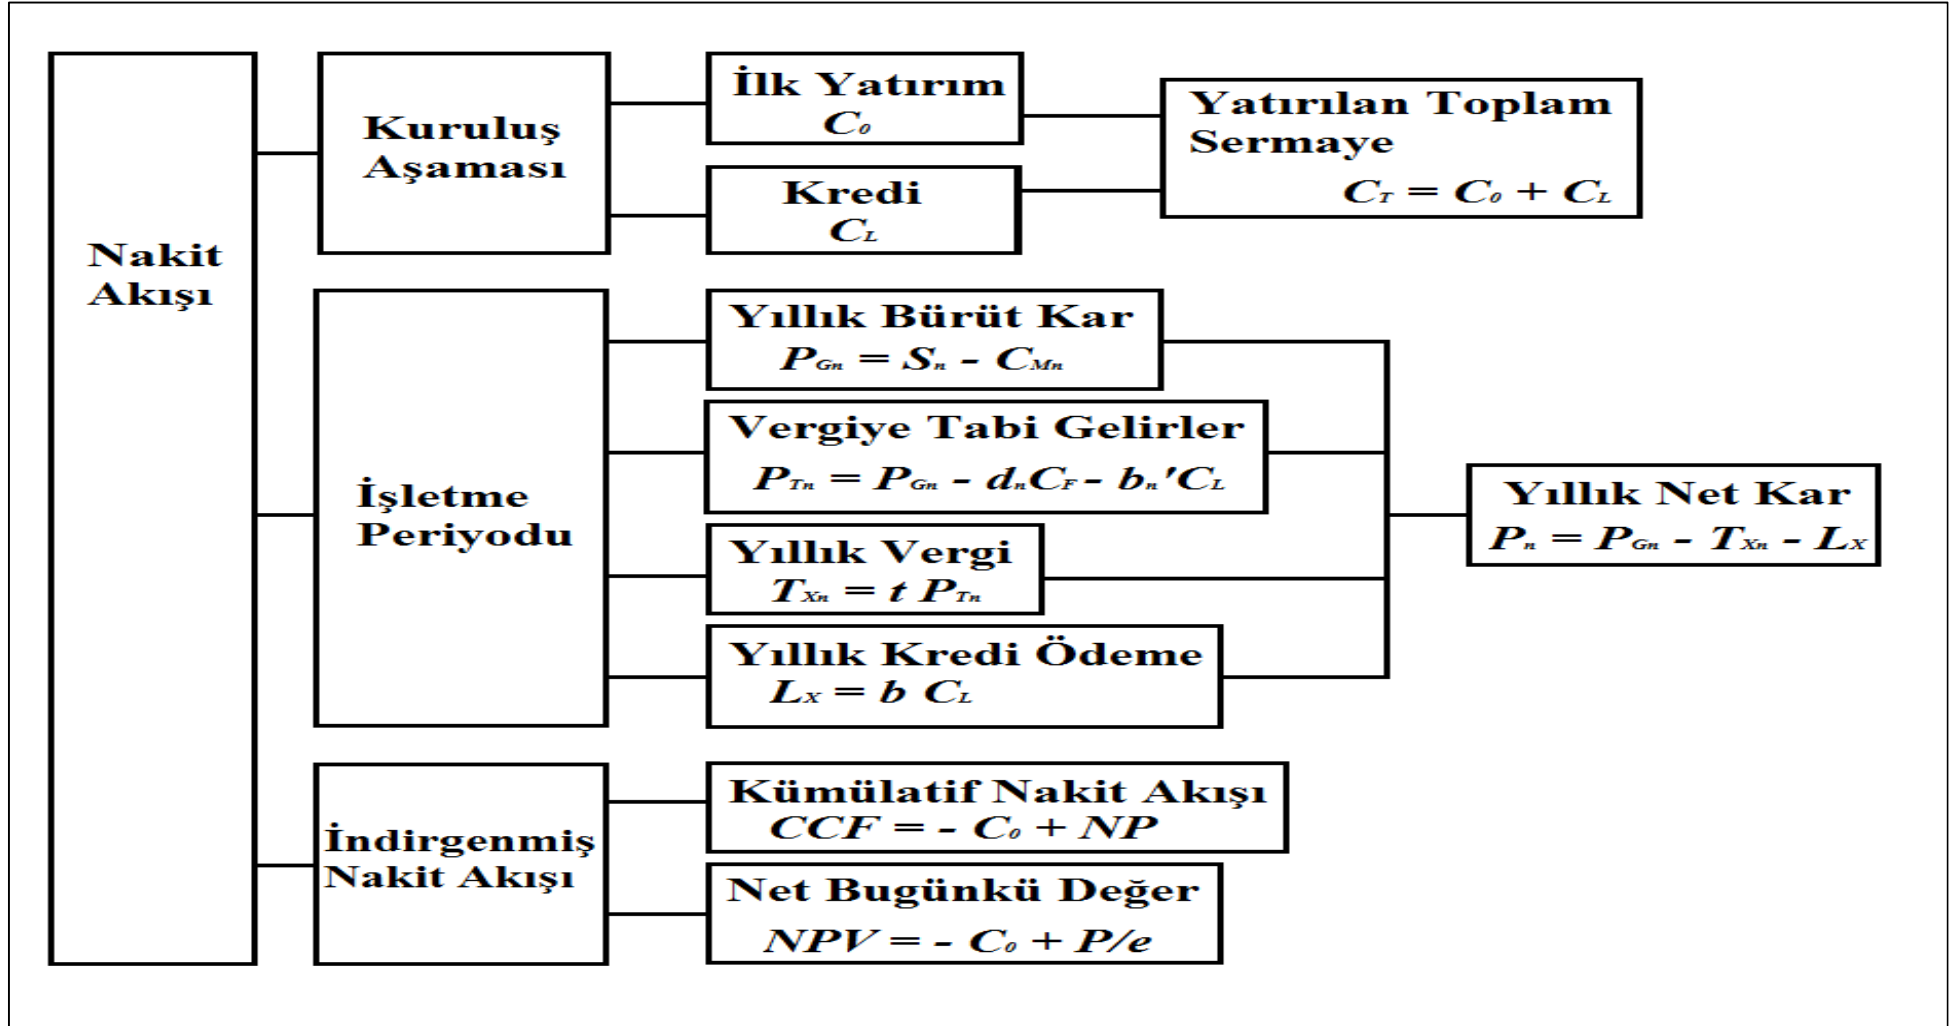 Nakit
Akışı
Kuruluş
Aşaması
İlk Yatırım
C₀
Kredi
C_L
Yatırılan Toplam
Sermaye
C_T = C₀ + C_L
İşletme
Periyodu
Yıllık Bürüt Kar
P_Gn = S_n - C_Mn
Vergiye Tabi Gelirler
P_Tn = P_Gn - d_nC_F - b_n'C_L
Yıllık Vergi
T_Xn = t P_Tn
Yıllık Kredi Ödeme
L_X = b C_L
Yıllık Net Kar
P_n = P_Gn - T_Xn - L_X
İndirgenmiş
Nakit Akışı
Kümülatif Nakit Akışı
CCF = - C₀ + NP
Net Bugünkü Değer
NPV = - C₀ + P/e